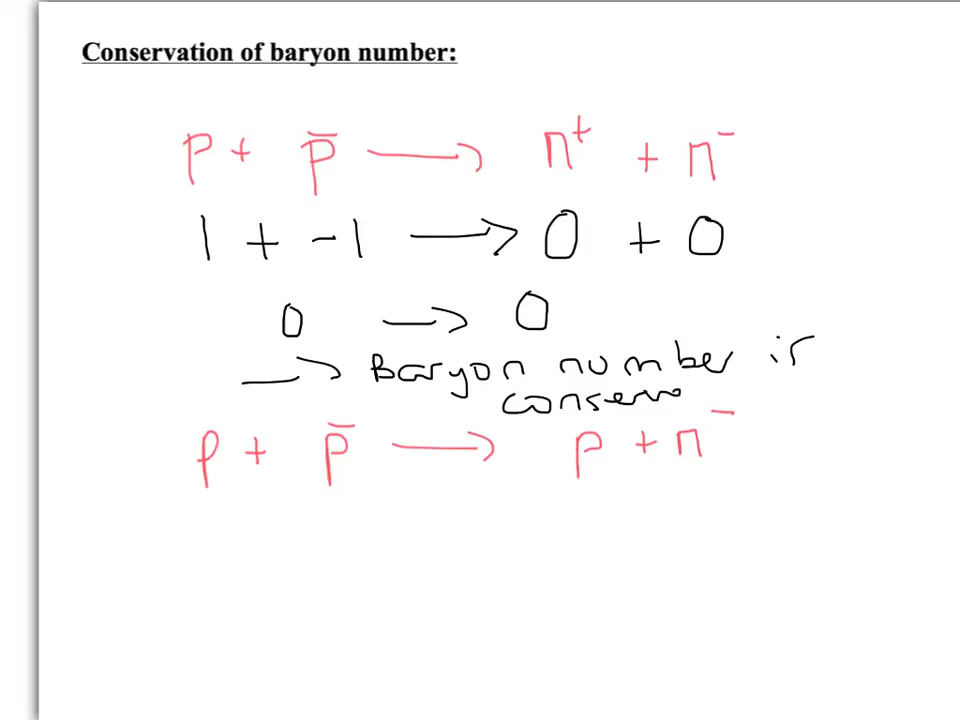 Conservation of baryon number:
p + p̄ → π⁺ + π⁻
1 + -1 → 0 + 0
0 → 0
→ Baryon number is
conserv
p + p̄ → p + π⁻